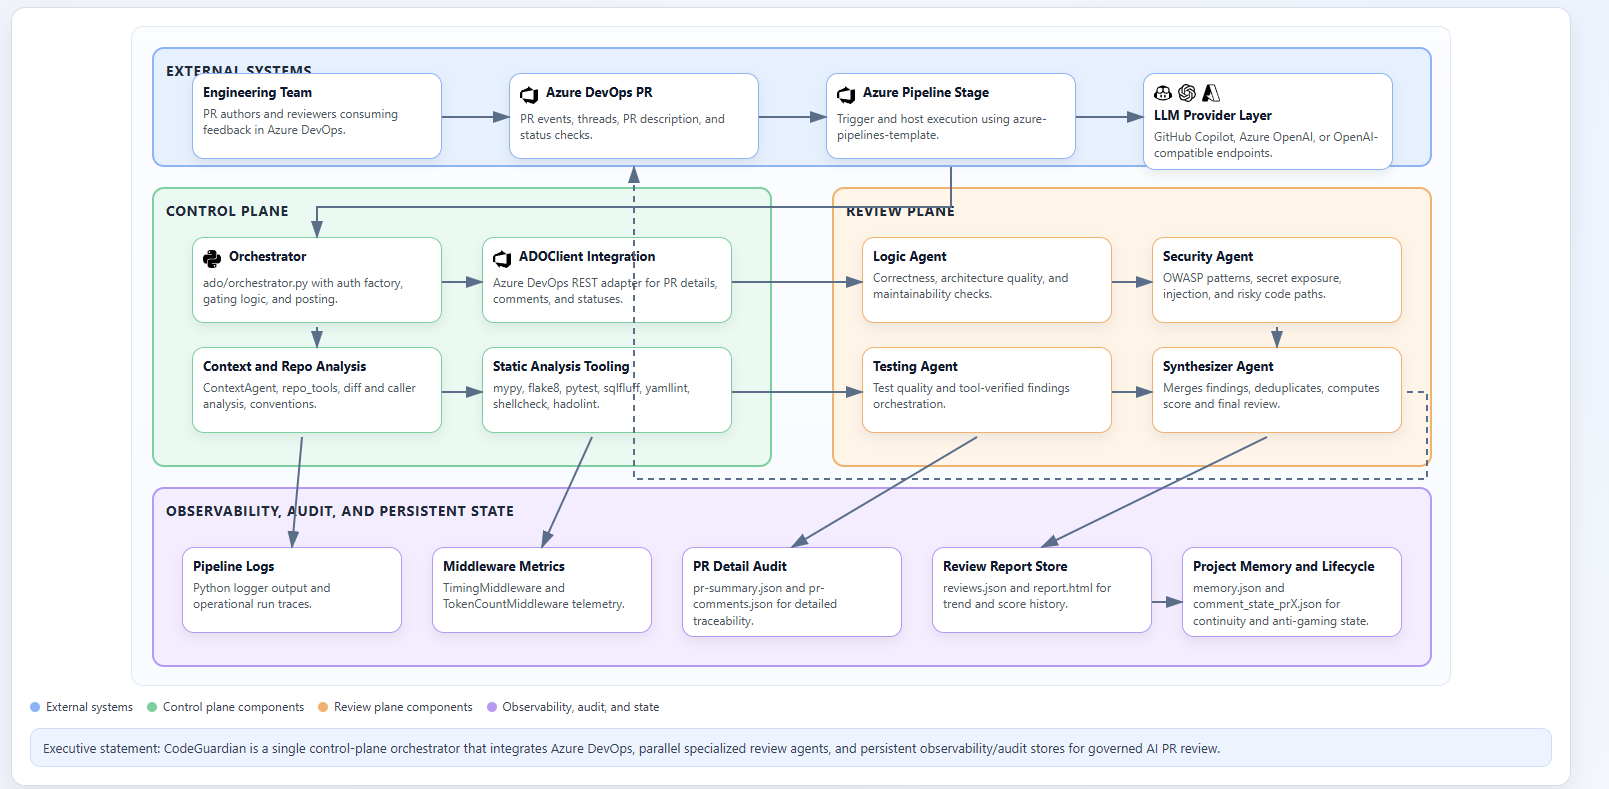 EXTERNAL SYSTEMS
Engineering Team
PR authors and reviewers consuming
feedback in Azure DevOps.
Azure DevOps PR
PR events, threads, PR description, and
status checks.
Azure Pipeline Stage
Trigger and host execution using azure-
pipelines-template.
LLM Provider Layer
GitHub Copilot, Azure OpenAI, or OpenAI-
compatible endpoints.
CONTROL PLANE
Orchestrator
ado/orchestrator.py with auth factory,
gating logic, and posting.
ADOClient Integration
Azure DevOps REST adapter for PR details,
comments, and statuses.
Context and Repo Analysis
ContextAgent, repo_tools, diff and caller
analysis, conventions.
Static Analysis Tooling
mypy, flake8, pytest, sqlfluff, yamllint,
shellcheck, hadolint.
REVIEW PLANE
Logic Agent
Correctness, architecture quality, and
maintainability checks.
Security Agent
OWASP patterns, secret exposure,
injection, and risky code paths.
Testing Agent
Test quality and tool-verified findings
orchestration.
Synthesizer Agent
Merges findings, deduplicates, computes
score and final review.
OBSERVABILITY, AUDIT, AND PERSISTENT STATE
Pipeline Logs
Python logger output and
operational run traces.
Middleware Metrics
TimingMiddleware and
TokenCountMiddleware telemetry.
PR Detail Audit
pr-summary.json and pr-
comments.json for detailed
traceability.
Review Report Store
reviews.json and report.html for
trend and score history.
Project Memory and Lifecycle
memory.json and
comment_state_prX.json for
continuity and anti-gaming state.
External systems
Control plane components
Review plane components
Observability, audit, and state
Executive statement: CodeGuardian is a single control-plane orchestrator that integrates Azure DevOps, parallel specialized review agents, and persistent observability/audit stores for governed AI PR review.